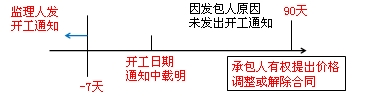 监理人发
开工通知
因发包人原因
未发出开工通知
90天
-7天
开工日期
通知中载明
承包人有权提出价格
调整或解除合同